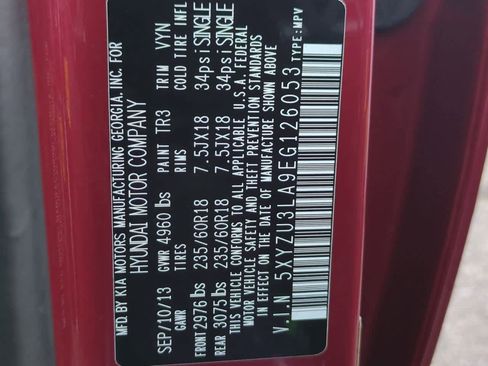 MFG. BY KIA MOTORS MANUFACTURING GEORGIA, INC. FOR
HYUNDAI MOTOR COMPANY
SEP/10/13 GVWR 4960 lbs PAINT TR3 TRIM VYN
GAWR TIRES RIMS COLD TIRE INFL
FRONT 2976 lbs 235/60R18 7.5JX18 34psi SINGLE
REAR 3075 lbs 235/60R18 7.5JX18 34psi SINGLE
THIS VEHICLE CONFORMS TO ALL APPLICABLE U.S.A. FEDERAL
MOTOR VEHICLE SAFETY AND THEFT PREVENTION STANDARDS
IN EFFECT ON THE DATE OF MANUFACTURE SHOWN ABOVE
V.I.N 5XYZU3LA9EG126053 TYPE:MPV